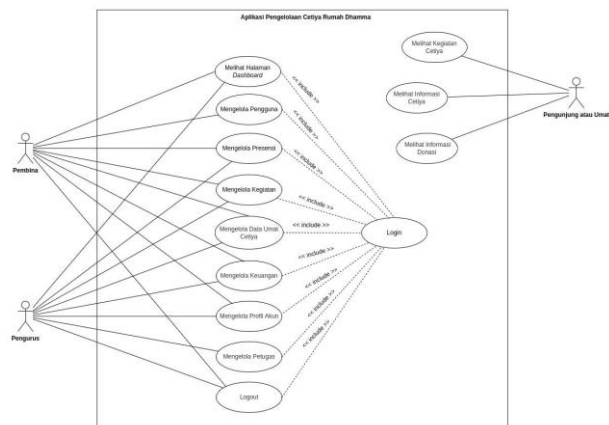 Aplikasi Pengelolaan Cetiya Rumah Dhamma
Melihat Halaman
Dashboard
Mengelola Pengguna
Mengelola Presensi
Mengelola Kegiatan
Mengelola Data Umat
Cetiya
Mengelola Keuangan
Mengelola Profil Akun
Mengelola Petugas
Logout
<< include >>
<< include >>
<< include >>
<< include >>
<< include >>
<< include >>
<< include >>
<< include >>
<< include >>
Login
Melihat Kegiatan
Cetiya
Melihat Informasi
Cetiya
Melihat Informasi
Donasi
Pembina
Pengurus
Pengunjung atau Umat